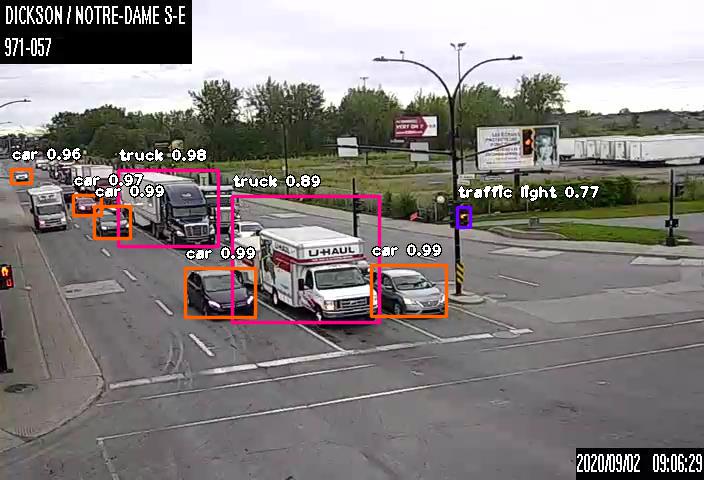 DICKSON / NOTRE-DAME S-E
971-057
car 0.96
truck 0.98
car 0.97
car 0.99
truck 0.89
traffic light 0.77
car 0.99
car 0.99
U-HAUL
2020/09/02 09:06:29